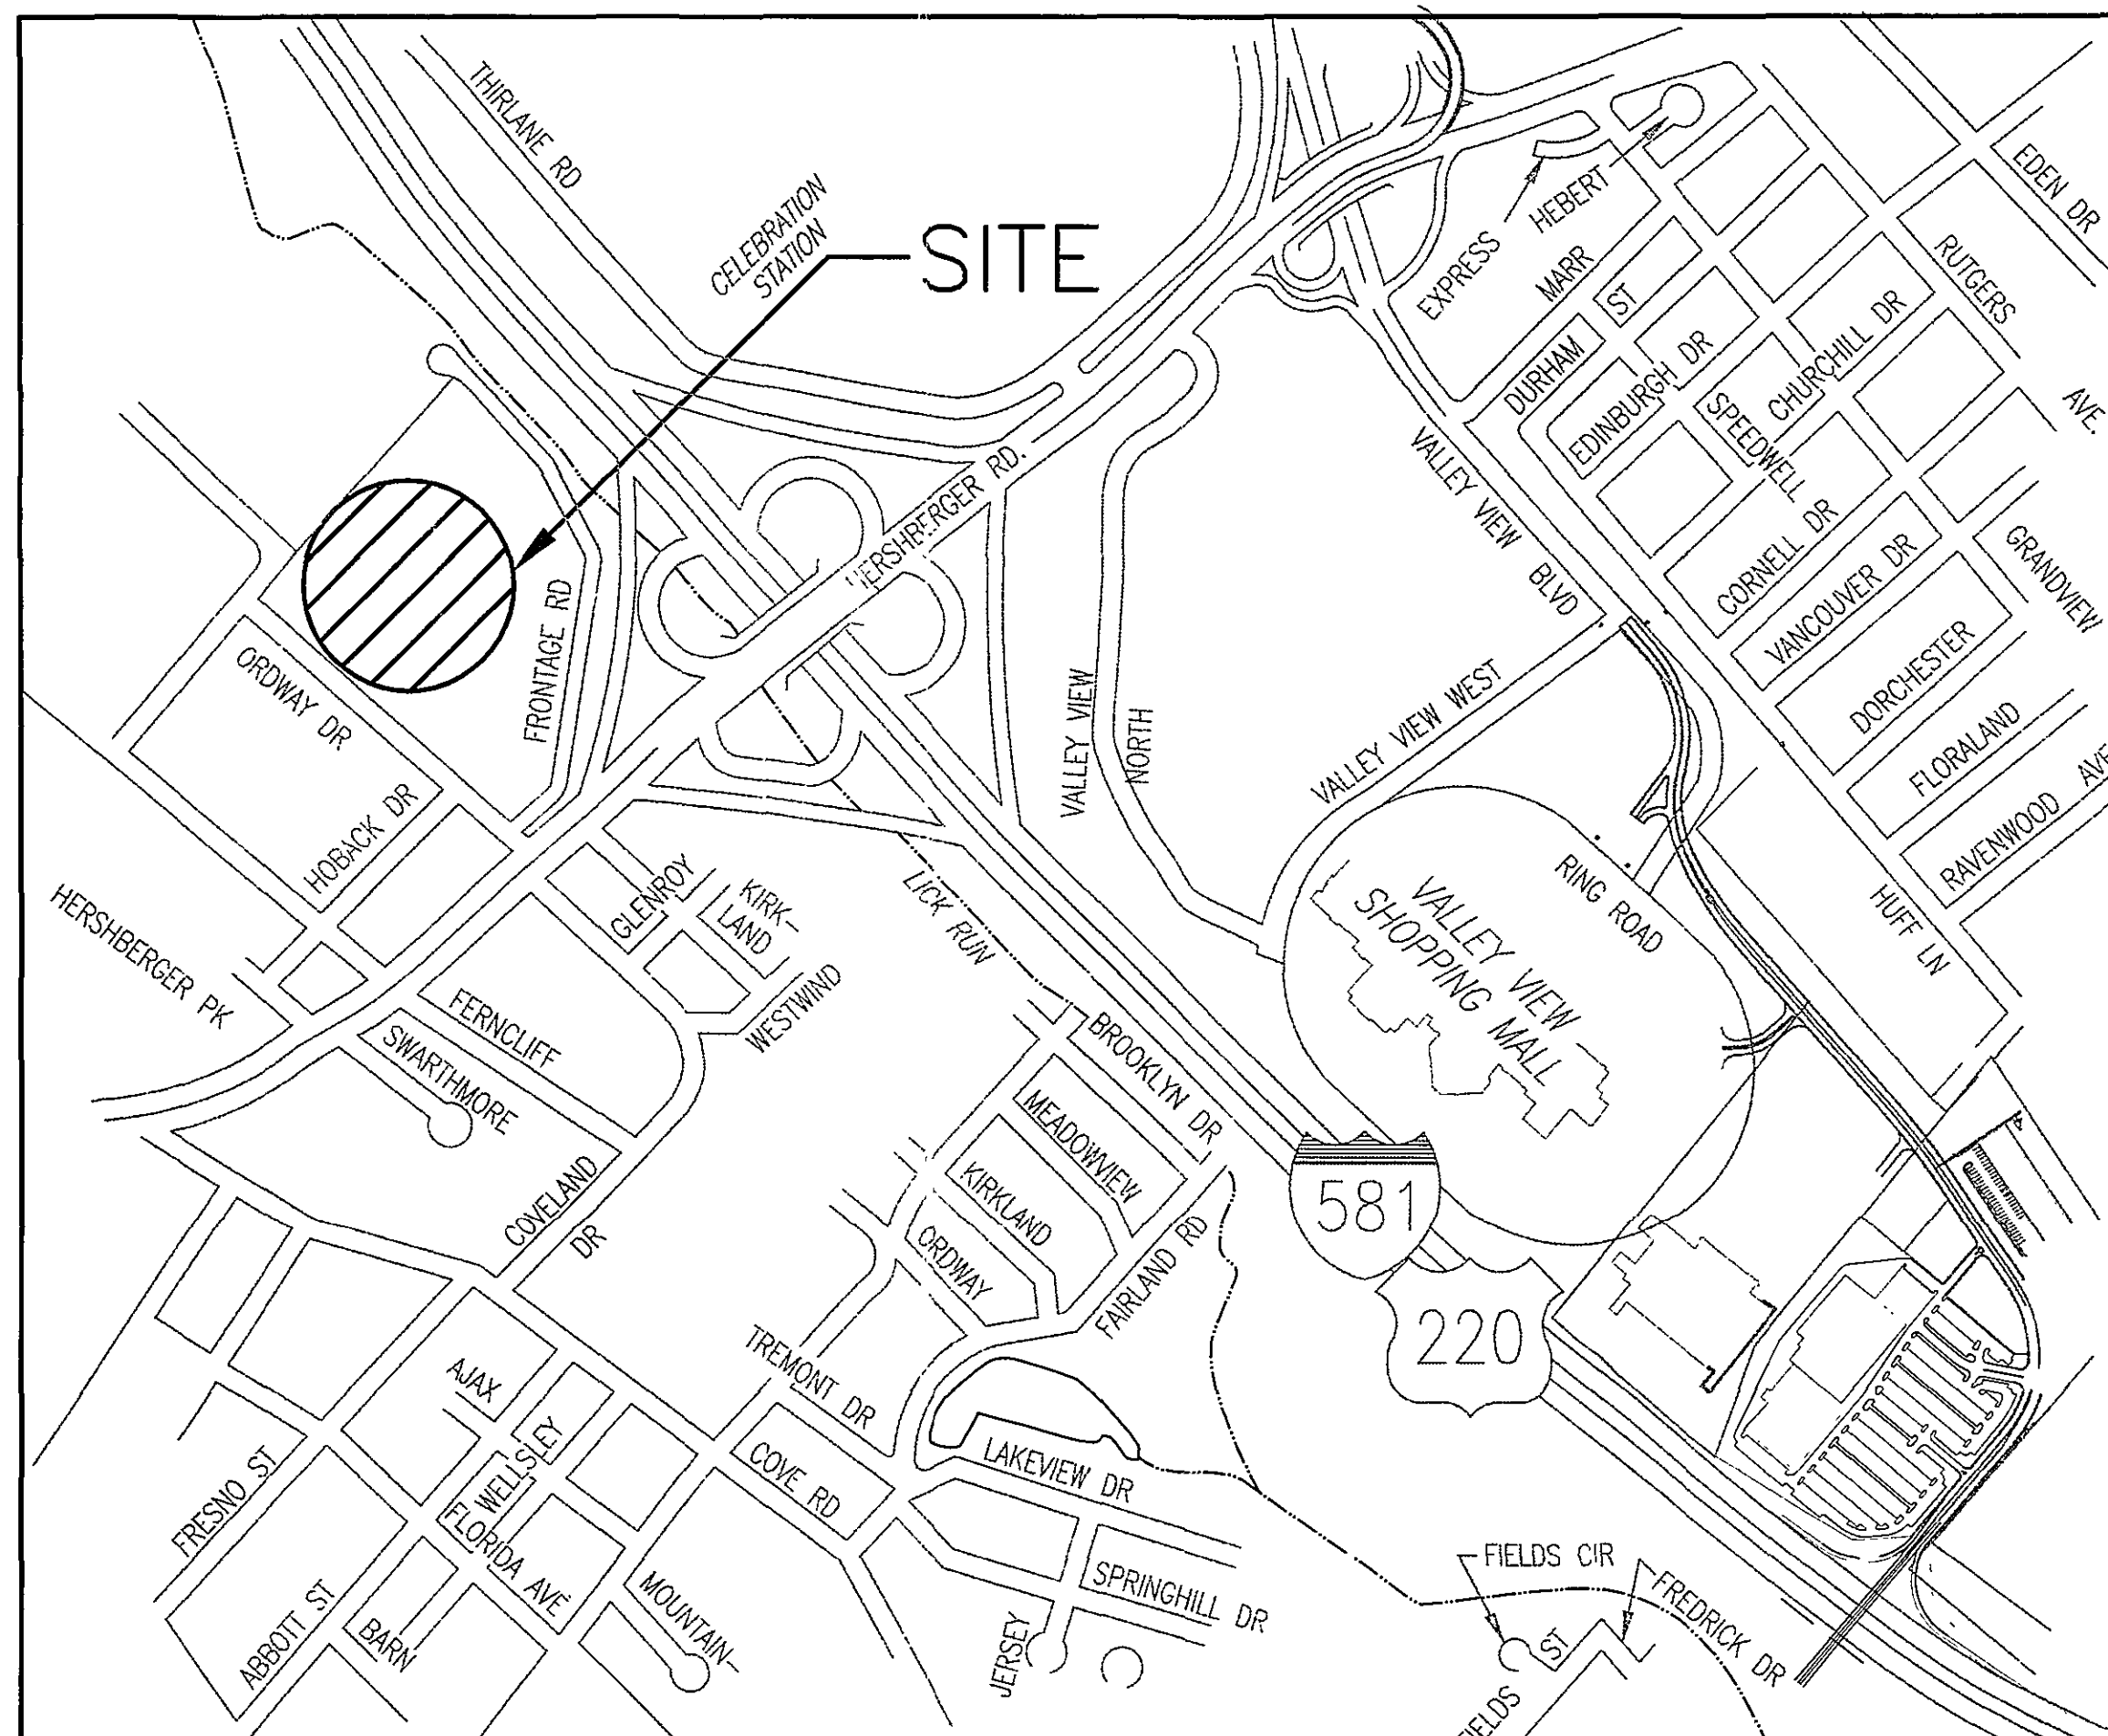 THIRLANE RD
CELEBRATION
STATION
SITE
EXPRESS
HEBERT
MARR
ST
DURHAM
EDINBURGH DR
SPEEDWELL
CHURCHILL DR
RUTGERS
AVE.
EDEN DR
VALLEY VIEW
BLVD
CORNELL DR
VANCOUVER DR
GRANDVIEW
DORCHESTER
FLORALAND
RAVENWOOD AVE
HUFF LN
HERSHBERGER RD.
FRONTAGE RD
ORDWAY DR
HOBACK DR
HERSHBERGER PK
VALLEY VIEW
NORTH
VALLEY VIEW WEST
RING ROAD
VALLEY VIEW
SHOPPING MALL
GLENROY
KIRK-
LAND
WESTWIND
LICK RUN
FERNCLIFF
SWARTHMORE
COVELAND
DR
BROOKLYN DR
MEADOWVIEW
KIRKLAND
ORDWAY
FAIRLAND RD
581
220
TREMONT DR
AJAX
WELLSLEY
FLORIDA AVE
COVE RD
LAKEVIEW DR
FRESNO ST
ABBOTT ST
BARN
MOUNTAIN-
JERSEY
SPRINGHILL DR
FIELDS CIR
FREDRICK DR
FIELDS
ST